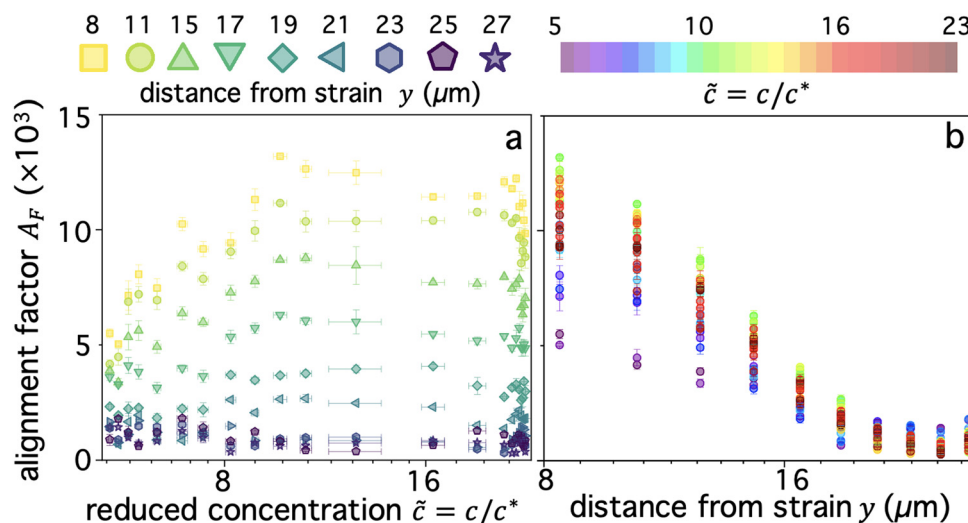 8 11 15 17 19 21 23 25 27
distance from strain y (μm)
5 10 16 23
c̃ = c/c*
alignment factor A_F (×10³)
15
10
5
0
a
8 16
reduced concentration c̃ = c/c*
b
8 16
distance from strain y (μm)